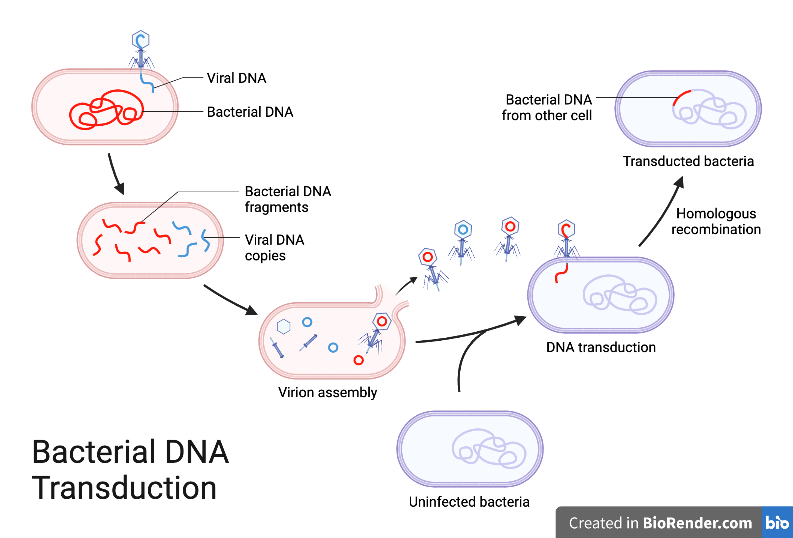 Viral DNA
Bacterial DNA
Bacterial DNA
fragments
Viral DNA
copies
Virion assembly
Uninfected bacteria
DNA transduction
Homologous
recombination
Bacterial DNA
from other cell
Transducted bacteria
Bacterial DNA
Transduction
Created in BioRender.com bio